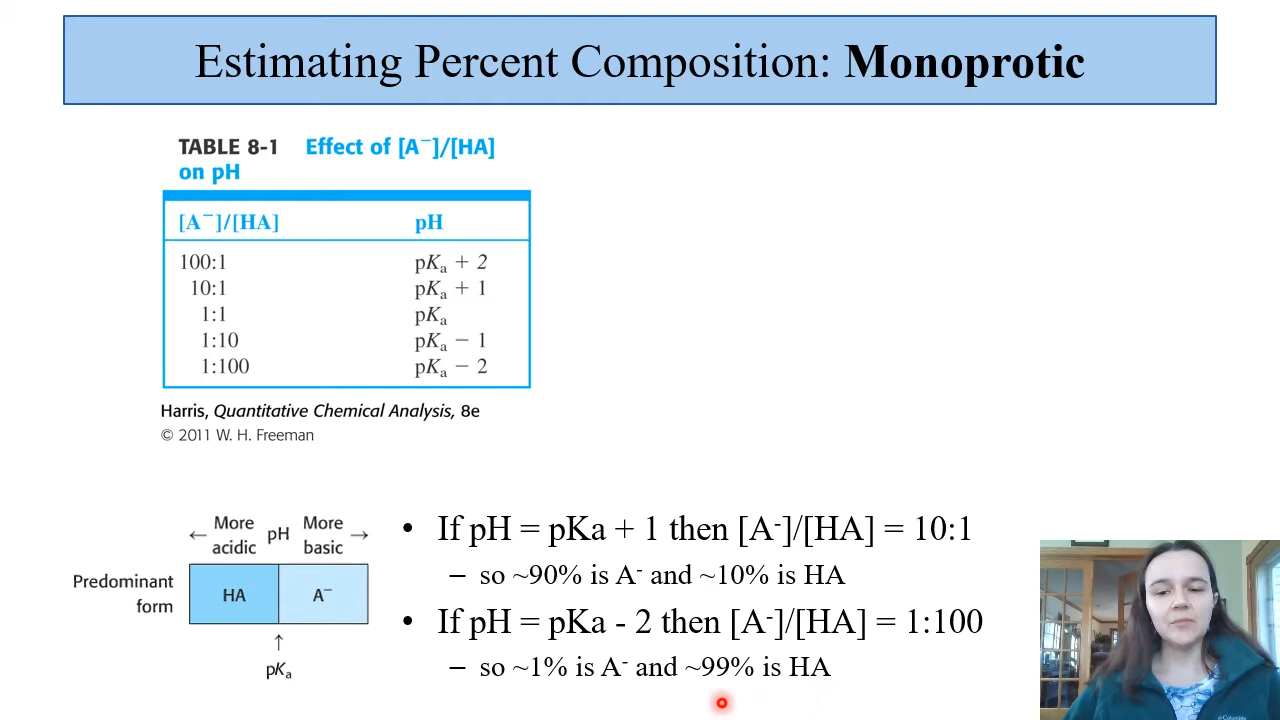 Estimating Percent Composition: Monoprotic
TABLE 8-1 Effect of [A⁻]/[HA]
on pH
[A⁻]/[HA] pH
100:1 pKₐ + 2
10:1 pKₐ + 1
1:1 pKₐ
1:10 pKₐ − 1
1:100 pKₐ − 2
Harris, Quantitative Chemical Analysis, 8e
© 2011 W. H. Freeman
← More acidic pH More basic →
Predominant form HA A⁻
↑
pKₐ
• If pH = pKa + 1 then [A⁻]/[HA] = 10:1
– so ~90% is A⁻ and ~10% is HA
• If pH = pKa - 2 then [A⁻]/[HA] = 1:100
– so ~1% is A⁻ and ~99% is HA
Columbia